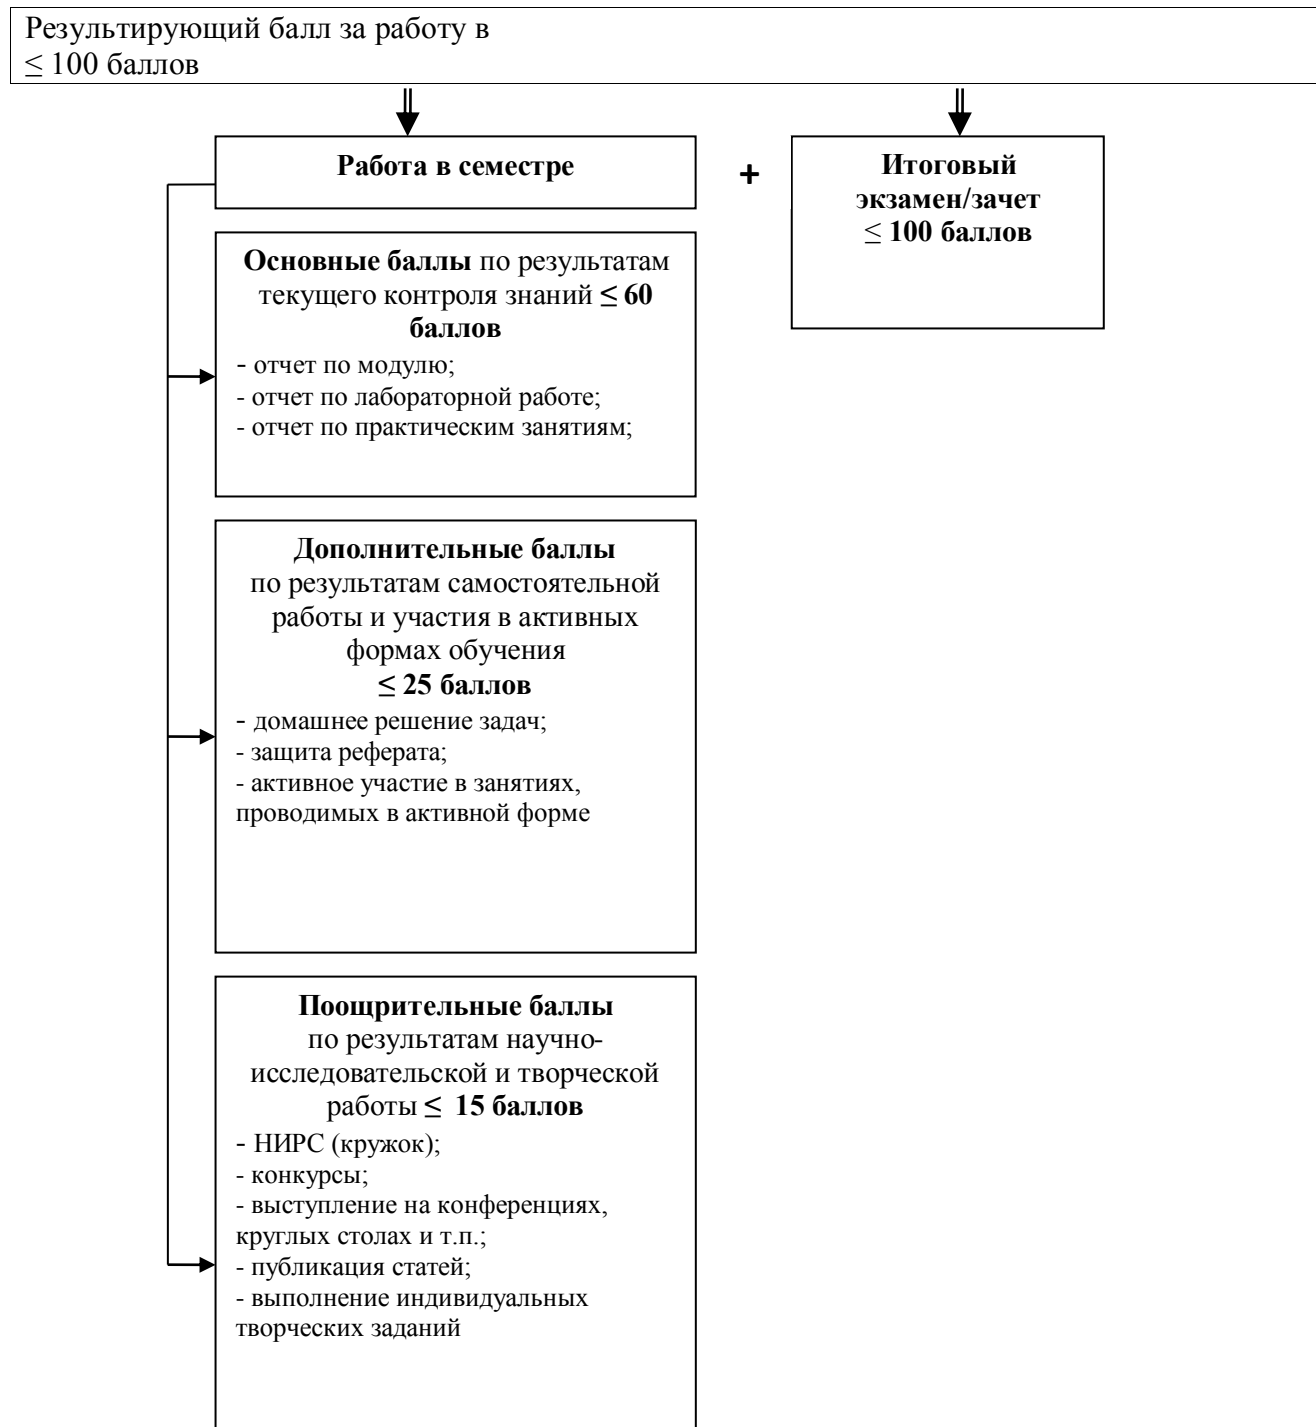 Результирующий балл за работу в
≤ 100 баллов
Работа в семестре
+
Итоговый
экзамен/зачет
≤ 100 баллов
Основные баллы по результатам
текущего контроля знаний ≤ 60
баллов
- отчет по модулю;
- отчет по лабораторной работе;
- отчет по практическим занятиям;
Дополнительные баллы
по результатам самостоятельной
работы и участия в активных
формах обучения
≤ 25 баллов
- домашнее решение задач;
- защита реферата;
- активное участие в занятиях,
проводимых в активной форме
Поощрительные баллы
по результатам научно-
исследовательской и творческой
работы ≤ 15 баллов
- НИРС (кружок);
- конкурсы;
- выступление на конференциях,
круглых столах и т.п.;
- публикация статей;
- выполнение индивидуальных
творческих заданий